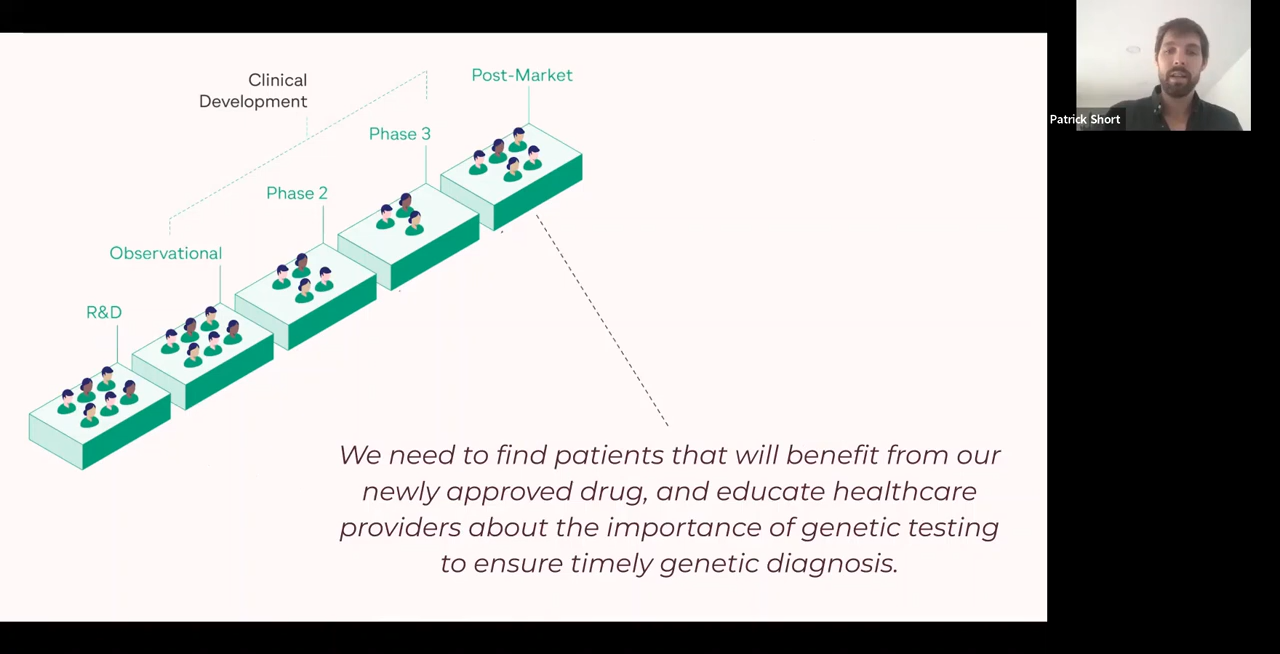 Clinical
Development
Post-Market
Phase 3
Phase 2
Observational
R&D
We need to find patients that will benefit from our
newly approved drug, and educate healthcare
providers about the importance of genetic testing
to ensure timely genetic diagnosis.
Patrick Short